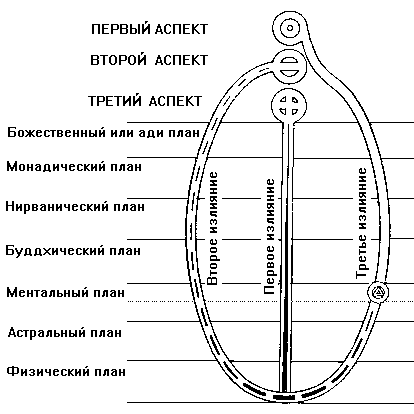 ПЕРВЫЙ АСПЕКТ
ВТОРОЙ АСПЕКТ
ТРЕТИЙ АСПЕКТ
Божественный или ади план
Монадический план
Нирванический план
Буддхический план
Ментальный план
Астральный план
Физический план
Второе излияние
Первое излияние
Третье излияние